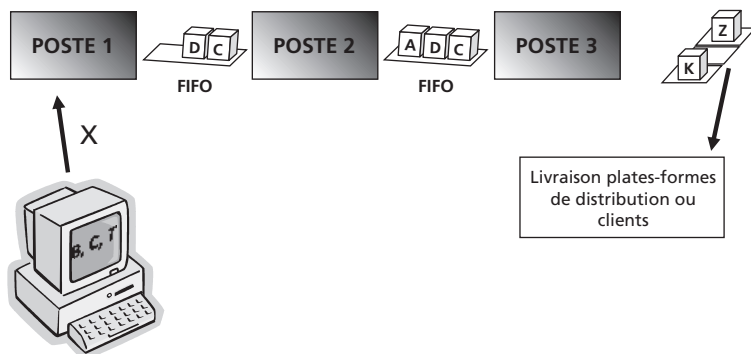 POSTE 1
D C
FIFO
POSTE 2
A D C
FIFO
POSTE 3
Z
K
X
B, C, T
Livraison plates-formes
de distribution ou
clients